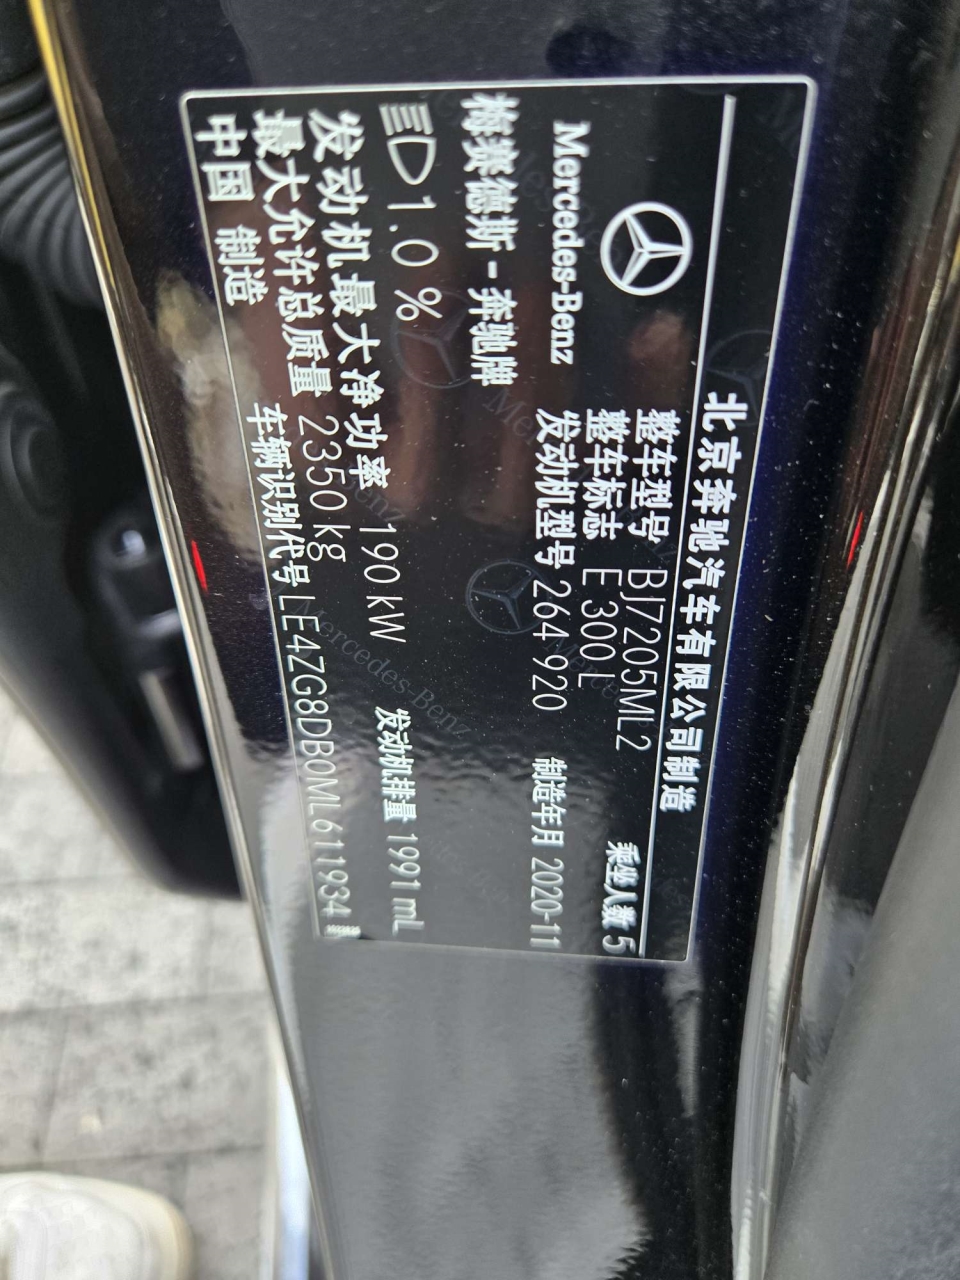 北京奔驰汽车有限公司制造
Mercedes-Benz
整车型号 BJ7205ML2
整车标志 E 300 L 乘坐人数 5
发动机型号 264 920 制造年月 2020-11
梅赛德斯-奔驰牌
1.0%
发动机最大净功率 190 kW 发动机排量 1991 mL
最大允许总质量 2350 kg
中国 制造 车辆识别代号 LE4ZG8DB0ML611934